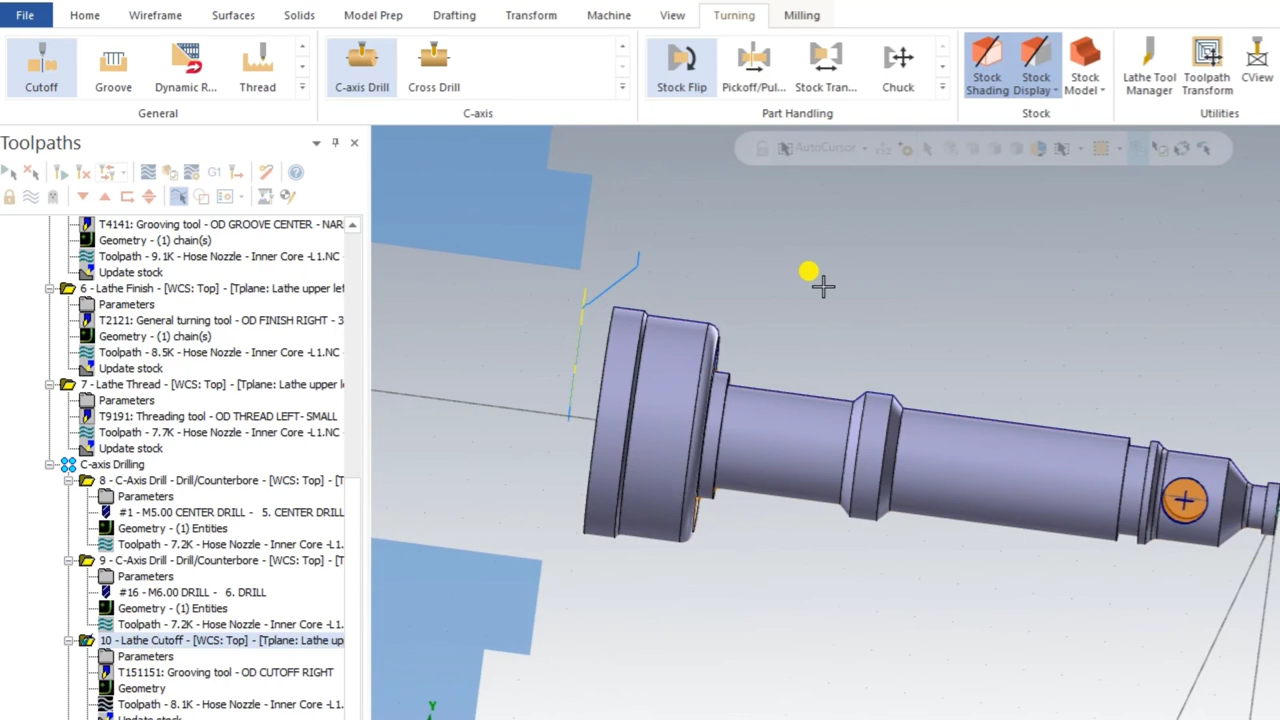 File Home Wireframe Surfaces Solids Model Prep Drafting Transform Machine View Turning Milling
Cutoff Groove Dynamic R... Thread C-axis Drill Cross Drill Stock Flip Pickoff/Pul... Stock Tran... Chuck Stock Shading Stock Display Stock Model Lathe Tool Manager Toolpath Transform CView
General C-axis Part Handling Stock Utilities
Toolpaths
AutoCursor
G1
T4141: Grooving tool - OD GROOVE CENTER - NAR
Geometry - (1) chain(s)
Toolpath - 9.1K - Hose Nozzle - Inner Core -L1.NC -
Update stock
6 - Lathe Finish - [WCS: Top] - [Tplane: Lathe upper lef
Parameters
T2121: General turning tool - OD FINISH RIGHT - 3
Geometry - (1) chain(s)
Toolpath - 8.5K - Hose Nozzle - Inner Core -L1.NC
Update stock
7 - Lathe Thread - [WCS: Top] - [Tplane: Lathe upper l
Parameters
T9191: Threading tool - OD THREAD LEFT- SMALL
Toolpath - 7.7K - Hose Nozzle - Inner Core -L1.NC
Update stock
C-axis Drilling
8 - C-Axis Drill - Drill/Counterbore - [WCS: Top] - [T
Parameters
#1 - M5.00 CENTER DRILL - 5. CENTER DRILL
Geometry - (1) Entities
Toolpath - 7.2K - Hose Nozzle - Inner Core -L1.
9 - C-Axis Drill - Drill/Counterbore - [WCS: Top] - [T
Parameters
#16 - M6.00 DRILL - 6. DRILL
Geometry - (1) Entities
Toolpath - 7.2K - Hose Nozzle - Inner Core -L1.
10 - Lathe Cutoff - [WCS: Top] - [Tplane: Lathe up
Parameters
T151151: Grooving tool - OD CUTOFF RIGHT
Geometry
Toolpath - 8.1K - Hose Nozzle - Inner Core -L1.
Update stock
Y